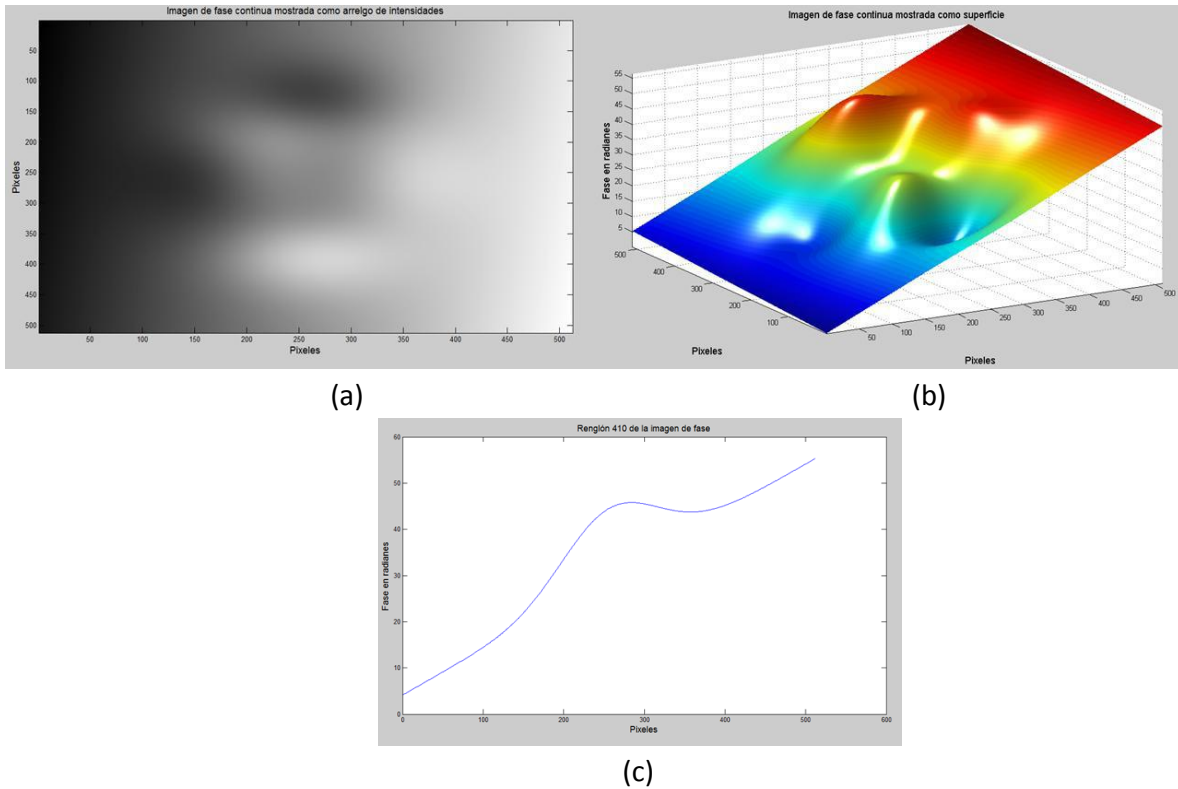 Imagen de fase continua mostrada como arreigo de intensidades
50
100
150
200
250
300
350
400
450
500
Pixeles
50 100 150 200 250 300 350 400 450 500
Pixeles
(a)
Imagen de fase continua mostrada como superficie
55
50
45
40
35
30
25
20
15
10
5
Fase en radianes
500
400
300
200
100
Pixeles
50 100 150 200 250 300 350 400 450 500
Pixeles
(b)
Renglón 410 de la imagen de fase
60
50
40
30
20
10
0
Fase en radianes
0 100 200 300 400 500 600
Pixeles
(c)